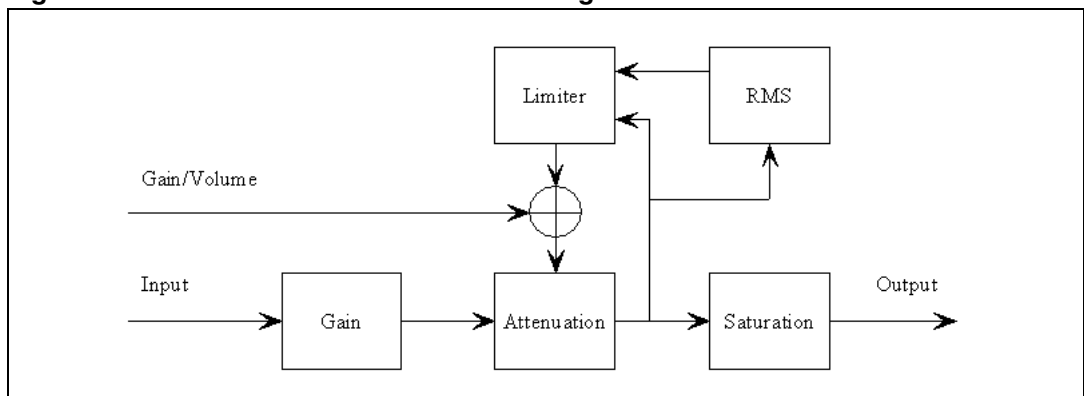 Limiter
RMS
Gain/Volume
Input
Output
Gain
Attenuation
Saturation